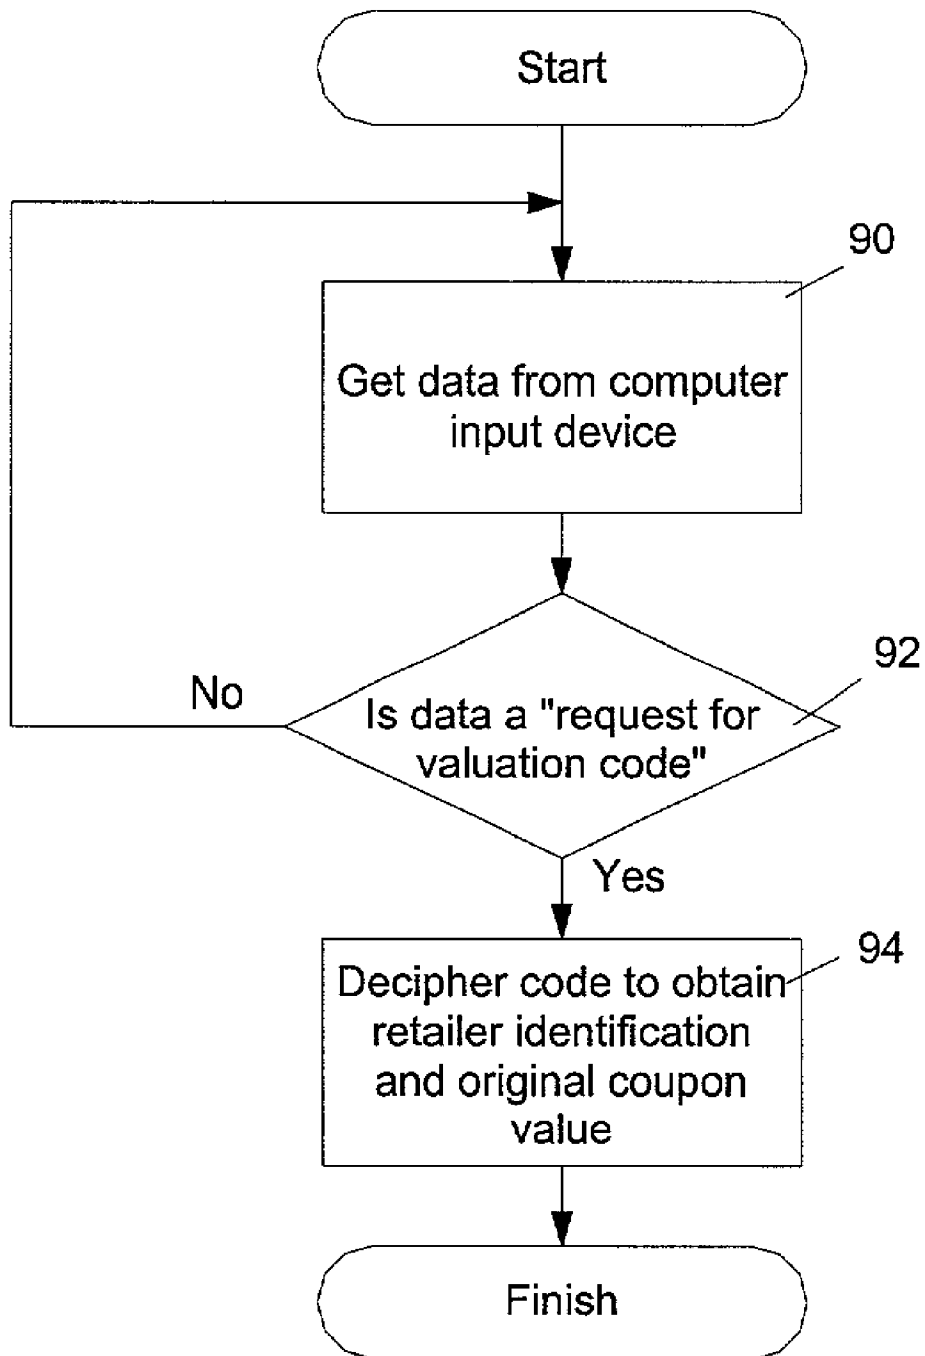 Start
90
Get data from computer
input device
92
No
Is data a "request for
valuation code"
Yes
94
Decipher code to obtain
retailer identification
and original coupon
value
Finish